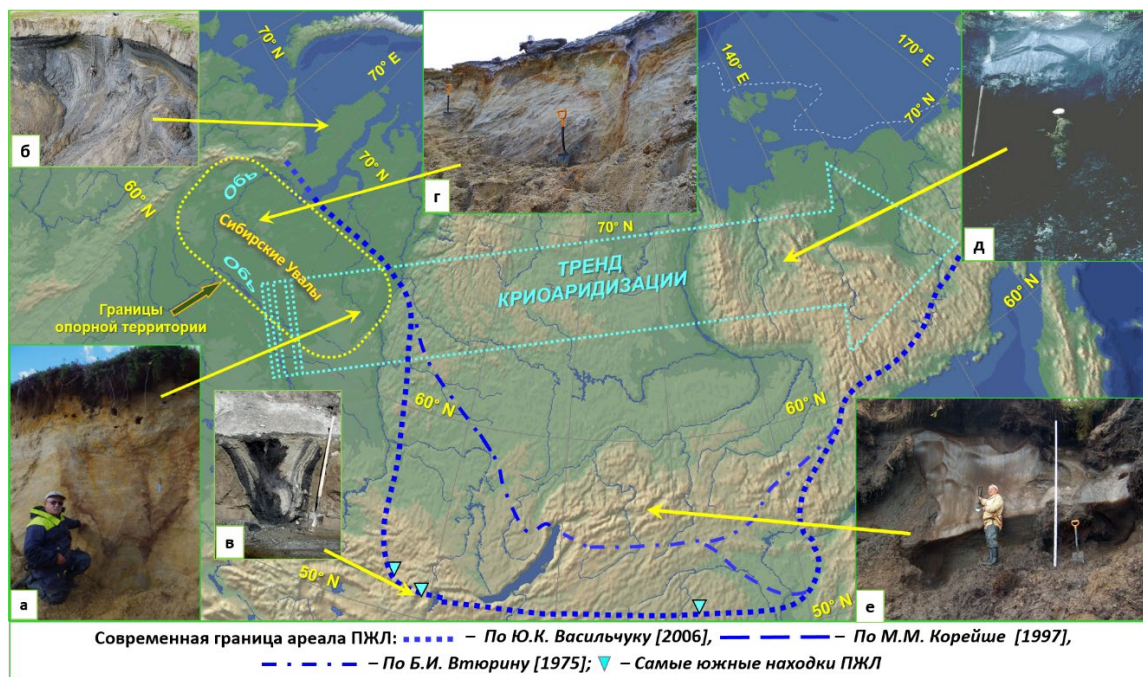 70° N
70° E
140° E
170° E
70° N
б
г
д
70° N
60° N
Обь
Сибирские Увалы
Обь
70° N
ТРЕНД
КРИОАРИДИЗАЦИИ
60° N
Границы
опорной территории
60° N
60° N
а
в
50° N
50° N
е
Современная граница ареала ПЖЛ: – По Ю.К. Васильчуку [2006], – По М.М. Корейше [1997],
– По Б.И. Втюрину [1975]; – Самые южные находки ПЖЛ